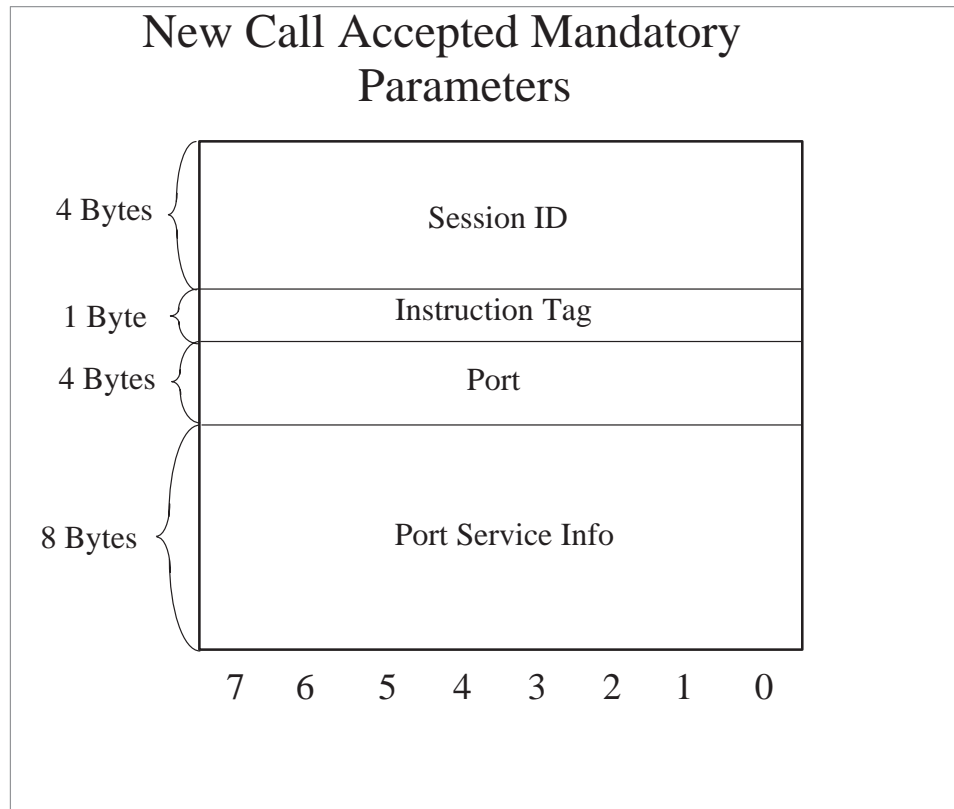 New Call Accepted Mandatory
Parameters
4 Bytes
Session ID
1 Byte
Instruction Tag
4 Bytes
Port
8 Bytes
Port Service Info
7 6 5 4 3 2 1 0